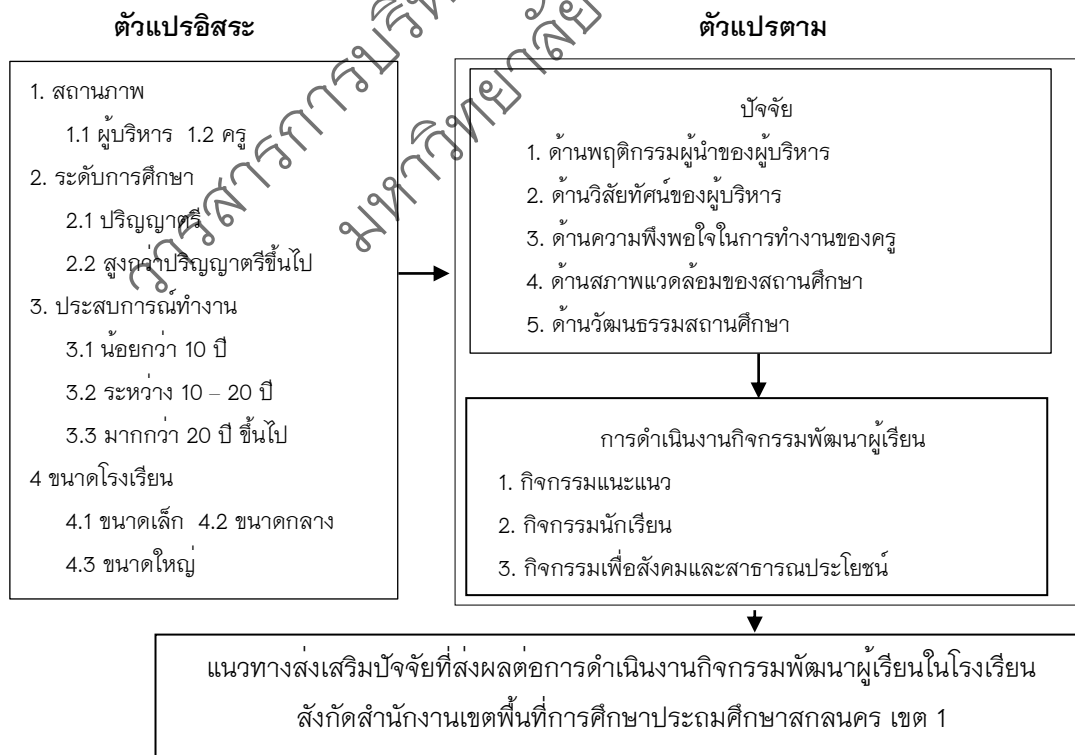 ตัวแปรอิสระ
1. สถานภาพ
1.1 ผู้บริหาร 1.2 ครู
2. ระดับการศึกษา
2.1 ปริญญาตรี
2.2 สูงกว่าปริญญาตรีขึ้นไป
3. ประสบการณ์ทำงาน
3.1 น้อยกว่า 10 ปี
3.2 ระหว่าง 10 – 20 ปี
3.3 มากกว่า 20 ปี ขึ้นไป
4 ขนาดโรงเรียน
4.1 ขนาดเล็ก 4.2 ขนาดกลาง
4.3 ขนาดใหญ่
ตัวแปรตาม
ปัจจัย
1. ด้านพฤติกรรมผู้นำของผู้บริหาร
2. ด้านวิสัยทัศน์ของผู้บริหาร
3. ด้านความพึงพอใจในการทำงานของครู
4. ด้านสภาพแวดล้อมของสถานศึกษา
5. ด้านวัฒนธรรมสถานศึกษา
การดำเนินงานกิจกรรมพัฒนาผู้เรียน
1. กิจกรรมแนะแนว
2. กิจกรรมนักเรียน
3. กิจกรรมเพื่อสังคมและสาธารณประโยชน์
แนวทางส่งเสริมปัจจัยที่ส่งผลต่อการดำเนินงานกิจกรรมพัฒนาผู้เรียนในโรงเรียน
สังกัดสำนักงานเขตพื้นที่การศึกษาประถมศึกษาสกลนคร เขต 1
วารสารการบริห
มหาวิทยาลัย